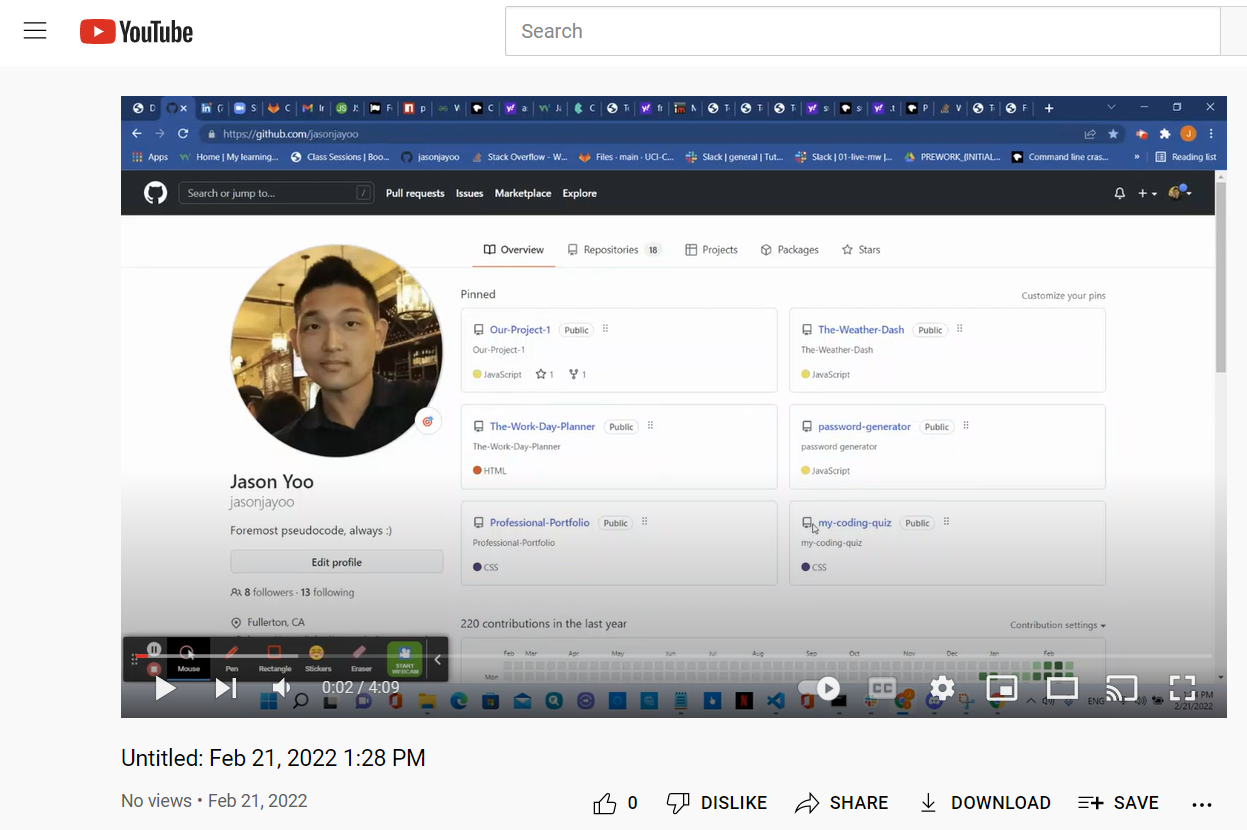 YouTube
Search
https://github.com/jasonjayoo
Apps Home | My learning... Class Sessions | Boo... jasonjayoo Stack Overflow - W... Files · main · UCI-C... Slack | general | Tut... Slack | 01-live-mw |... PREWORK_(INITIAL... Command line cras... » Reading list
Search or jump to... / Pull requests Issues Marketplace Explore
Overview Repositories 18 Projects Packages Stars
Pinned Customize your pins
Our-Project-1 Public
Our-Project-1
JavaScript 1 1
The-Weather-Dash Public
The-Weather-Dash
JavaScript
The-Work-Day-Planner Public
The-Work-Day-Planner
HTML
password-generator Public
password generator
JavaScript
Professional-Portfolio Public
Professional-Portfolio
CSS
my-coding-quiz Public
my-coding-quiz
CSS
Jason Yoo
jasonjayoo
Foremost pseudocode, always :)
Edit profile
8 followers · 13 following
Fullerton, CA
220 contributions in the last year Contribution settings
Feb Mar Apr May Jun Jul Aug Sep Oct Nov Dec Jan Feb
Mon
Mouse Pen Rectangle Stickers Eraser START WEBCAM
0:02 / 4:09
CC
ENG
2/21/2022
Untitled: Feb 21, 2022 1:28 PM
No views • Feb 21, 2022
0 DISLIKE SHARE DOWNLOAD SAVE ...